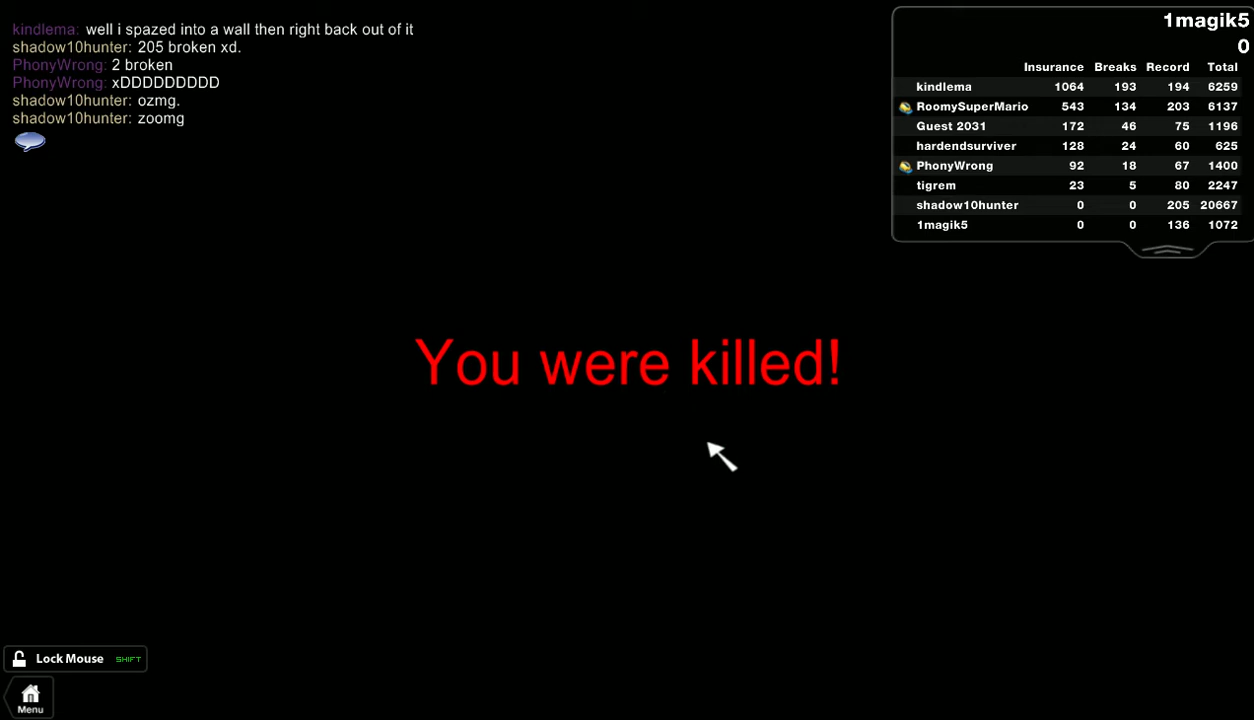 kindlema: well i spazed into a wall then right back out of it
shadow10hunter: 205 broken xd.
PhonyWrong: 2 broken
PhonyWrong: xDDDDDDDDD
shadow10hunter: ozmg.
shadow10hunter: zoomg
1magik5
0
Insurance Breaks Record Total
kindlema 1064 193 194 6259
RoomySuperMario 543 134 203 6137
Guest 2031 172 46 75 1196
hardendsurviver 128 24 60 625
PhonyWrong 92 18 67 1400
tigrem 23 5 80 2247
shadow10hunter 0 0 205 20667
1magik5 0 0 136 1072
You were killed!
Lock Mouse SHIFT
Menu